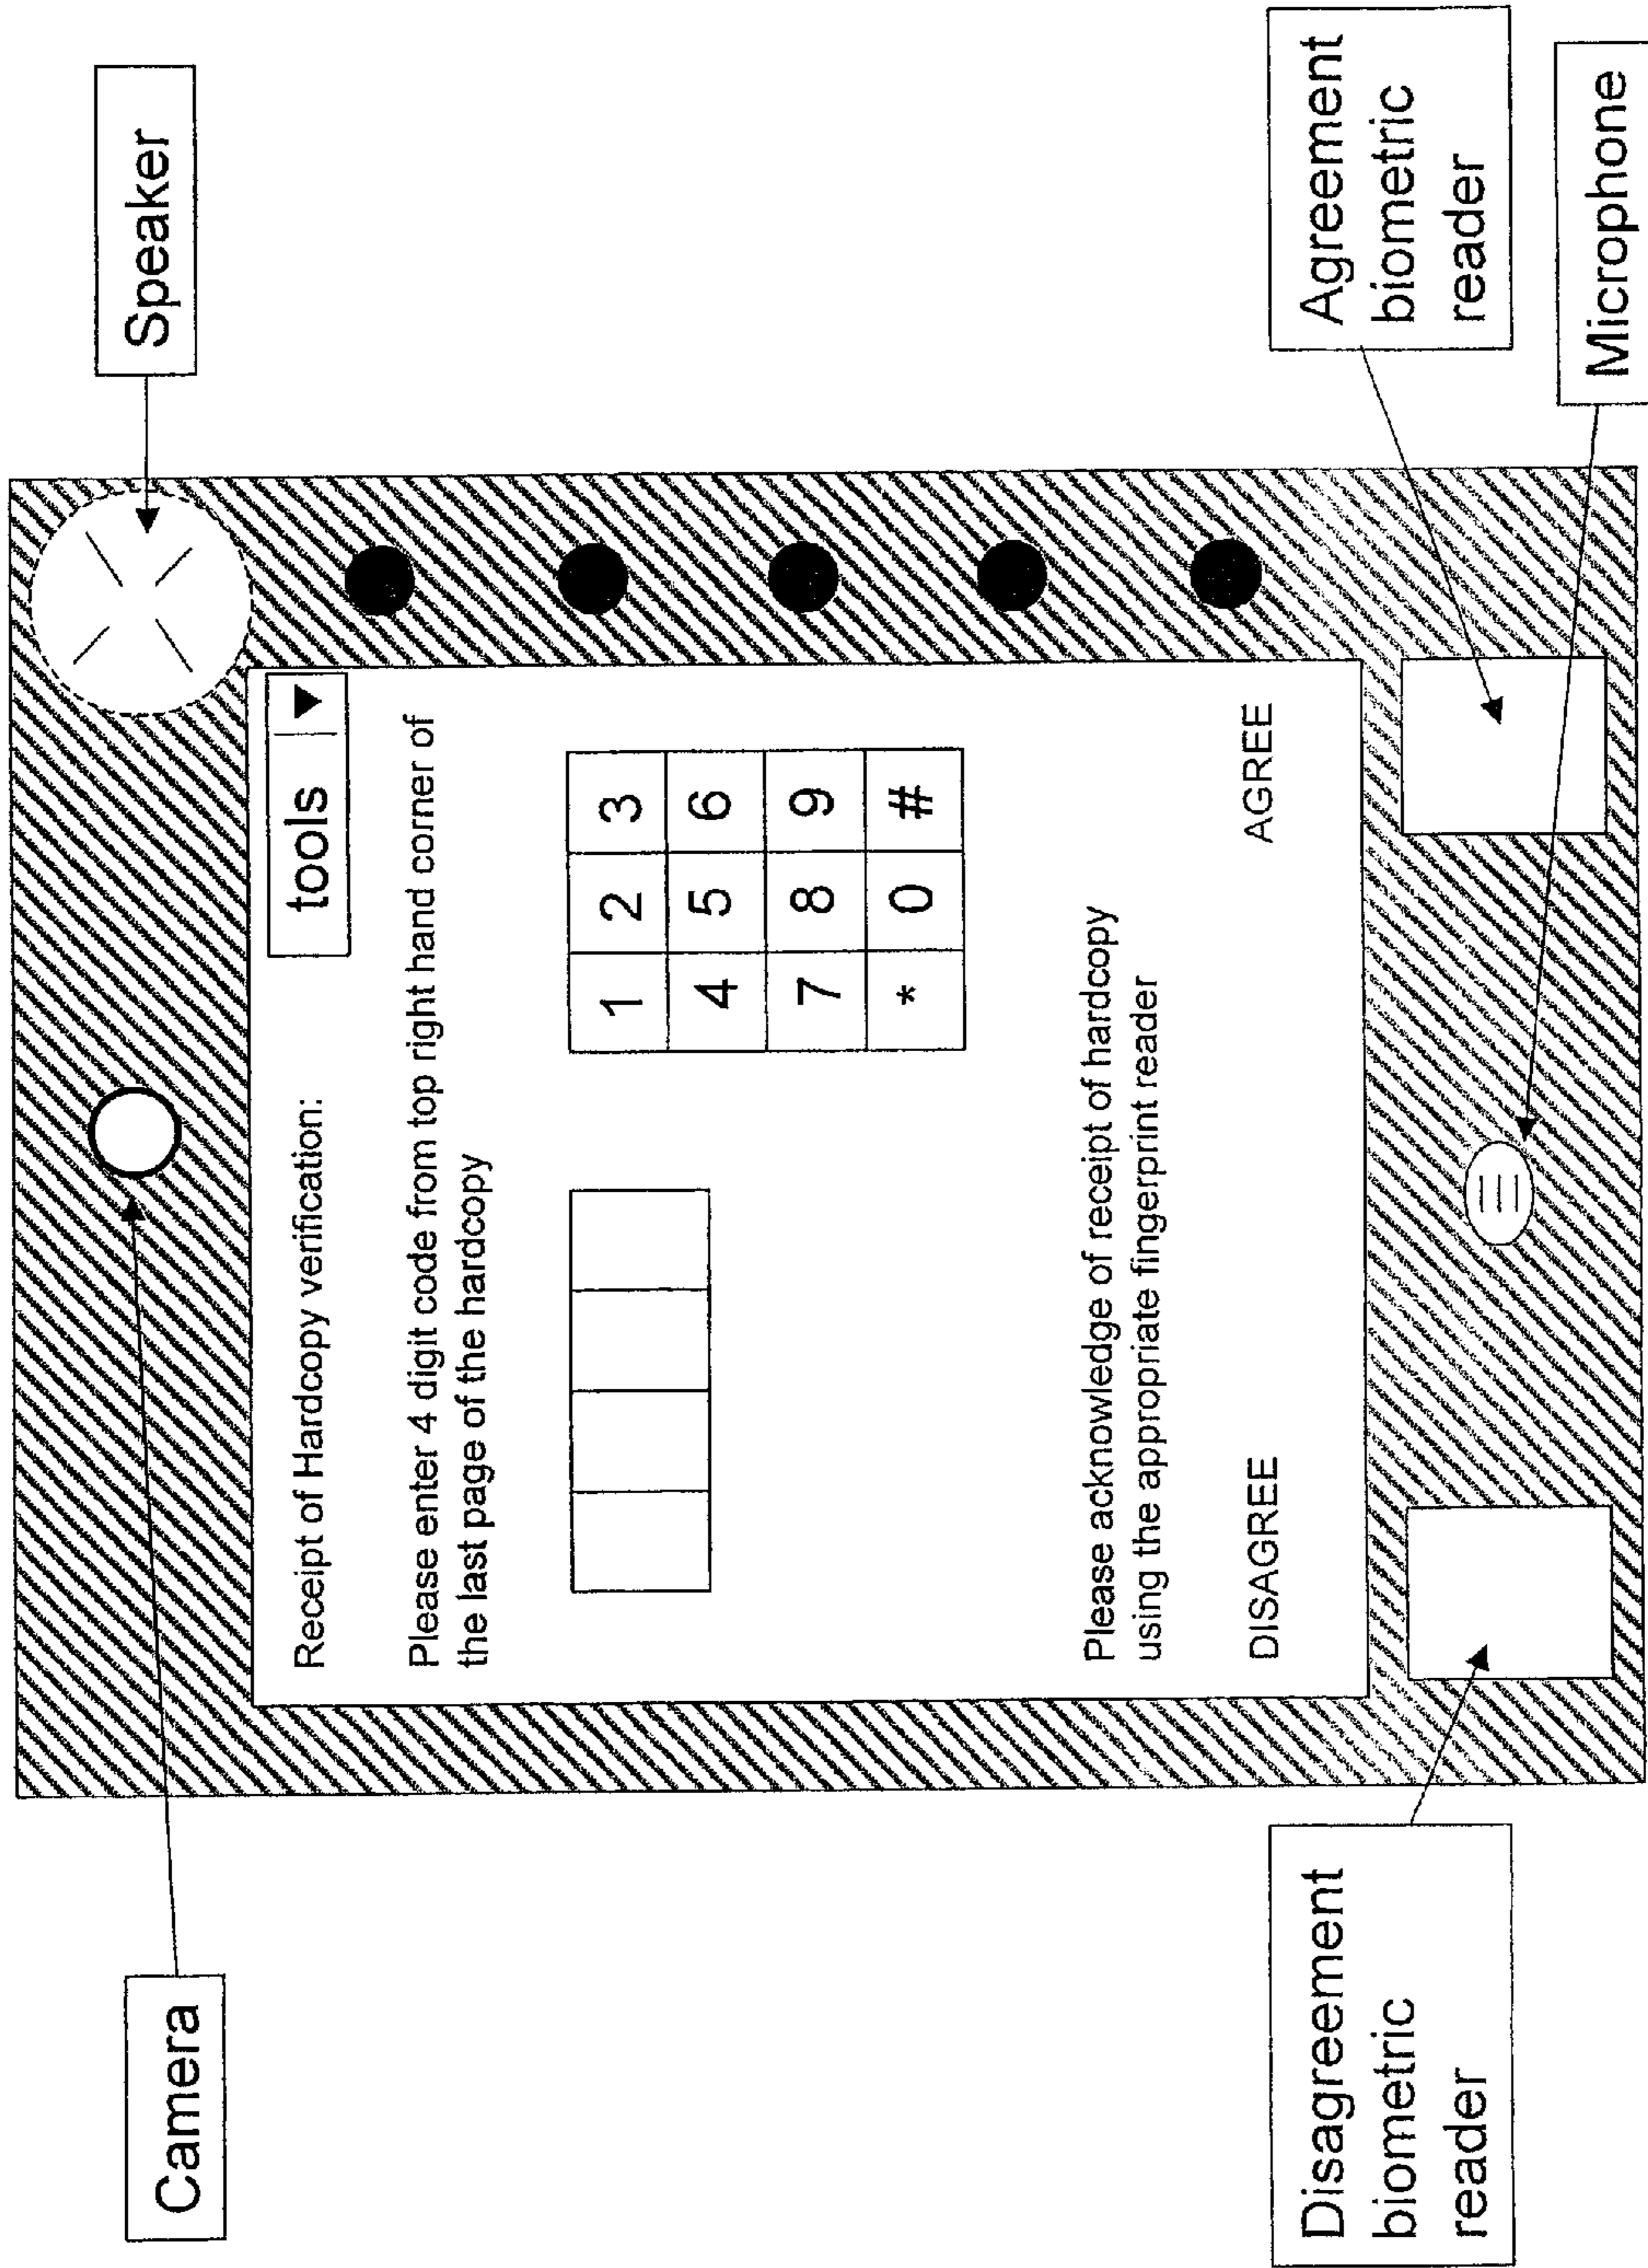 Camera
Speaker
tools
Receipt of Hardcopy verification:
Please enter 4 digit code from top right hand corner of
the last page of the hardcopy
1 2 3
4 5 6
7 8 9
* 0 #
Please acknowledge of receipt of hardcopy
using the appropriate fingerprint reader
DISAGREE
AGREE
Disagreement
biometric
reader
Agreement
biometric
reader
Microphone